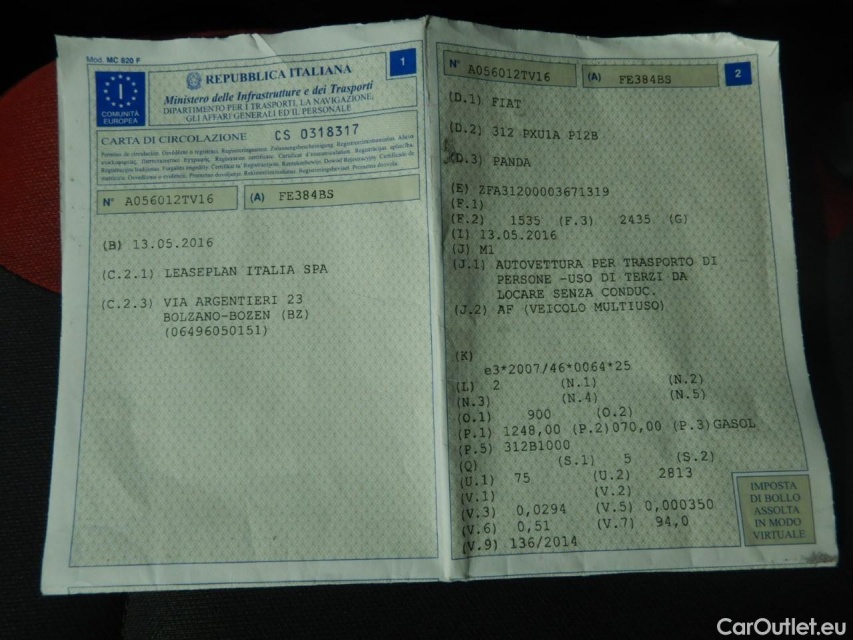 Mod. MC 820 F
1
I
COMUNITÀ
EUROPEA
REPUBBLICA ITALIANA
Ministero delle Infrastrutture e dei Trasporti
DIPARTIMENTO PER I TRASPORTI, LA NAVIGAZIONE,
GLI AFFARI GENERALI ED IL PERSONALE
CARTA DI CIRCOLAZIONE CS 0318317
N° A056012TV16 (A) FE384BS
(B) 13.05.2016
(C.2.1) LEASEPLAN ITALIA SPA
(C.2.3) VIA ARGENTIERI 23
BOLZANO-BOZEN (BZ)
(06496050151)
N° A056012TV16 (A) FE384BS 2
(D.1) FIAT
(D.2) 312 PXU1A P12B
(D.3) PANDA
(E) ZFA31200003671319
(F.1)
(F.2) 1535 (F.3) 2435 (G)
(I) 13.05.2016
(J) M1
(J.1) AUTOVETTURA PER TRASPORTO DI
PERSONE -USO DI TERZI DA
LOCARE SENZA CONDUC.
(J.2) AF (VEICOLO MULTIUSO)
(K)
e3*2007/46*0064*25
(L) 2 (N.1) (N.2)
(N.3) (N.4) (N.5)
(O.1) 900 (O.2)
(P.1) 1248,00 (P.2)070,00 (P.3)GASOL
(P.5) 312B1000
(Q) (S.1) 5 (S.2)
(U.1) 75 (U.2) 2813
(V.1) (V.2)
(V.3) 0,0294 (V.5) 0,000350
(V.6) 0,51 (V.7) 94,0
(V.9) 136/2014
IMPOSTA
DI BOLLO
ASSOLTA
IN MODO
VIRTUALE
CarOutlet.eu